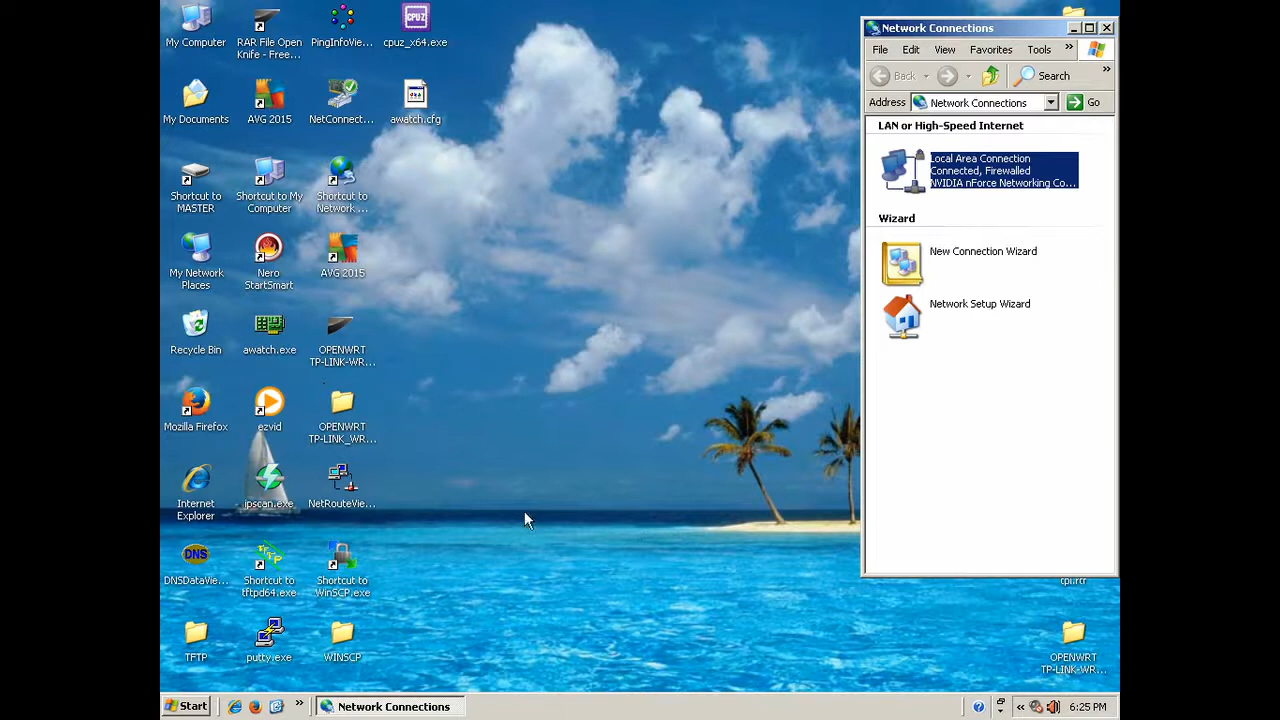 My Computer
RAR File Open
Knife - Free...
PingInfoVie...
CPUZ
cpuz_x64.exe
My Documents
AVG 2015
NetConnect...
awatch.cfg
Shortcut to
MASTER
Shortcut to My
Computer
Shortcut to
Network ...
My Network
Places
Nero
StartSmart
AVG 2015
Recycle Bin
awatch.exe
OPENWRT
TP-LINK-WR...
Mozilla Firefox
ezvid
OPENWRT
TP-LINK_WR...
Internet
Explorer
ipscan.exe
NetRouteVie...
DNS
DNSDataVie...
TFTP
Shortcut to
tftpd64.exe
Shortcut to
WinSCP.exe
TFTP
putty.exe
WINSCP
Network Connections
File Edit View Favorites Tools »
Back Search »
Address Network Connections Go
LAN or High-Speed Internet
Local Area Connection
Connected, Firewalled
NVIDIA nForce Networking Co...
Wizard
New Connection Wizard
Network Setup Wizard
OPENWRT
TP-LINK-WR...
Start » Network Connections ? « 6:25 PM